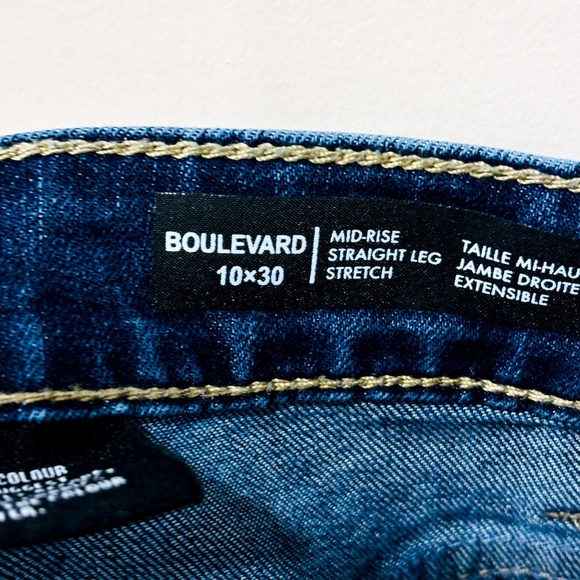 BOULEVARD
10×30
MID-RISE
STRAIGHT LEG
STRETCH
TAILLE MI-HAU
JAMBE DROITE
EXTENSIBLE
COLOUR